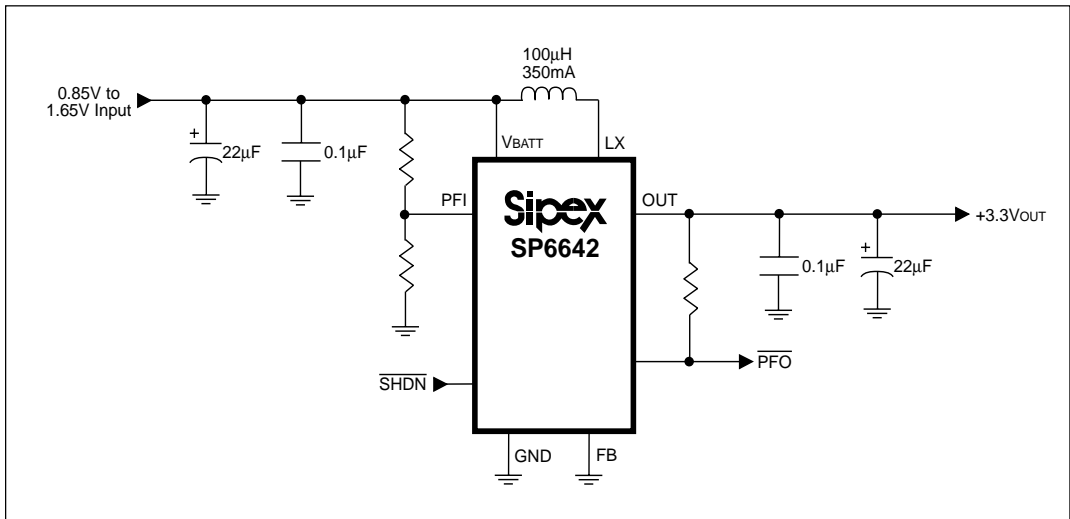 100µH
350mA
0.85V to
1.65V Input
+
22µF
0.1µF
VBATT
LX
PFI
Sipex
SP6642
OUT
+3.3VOUT
0.1µF
+
22µF
SHDN
PFO
GND
FB